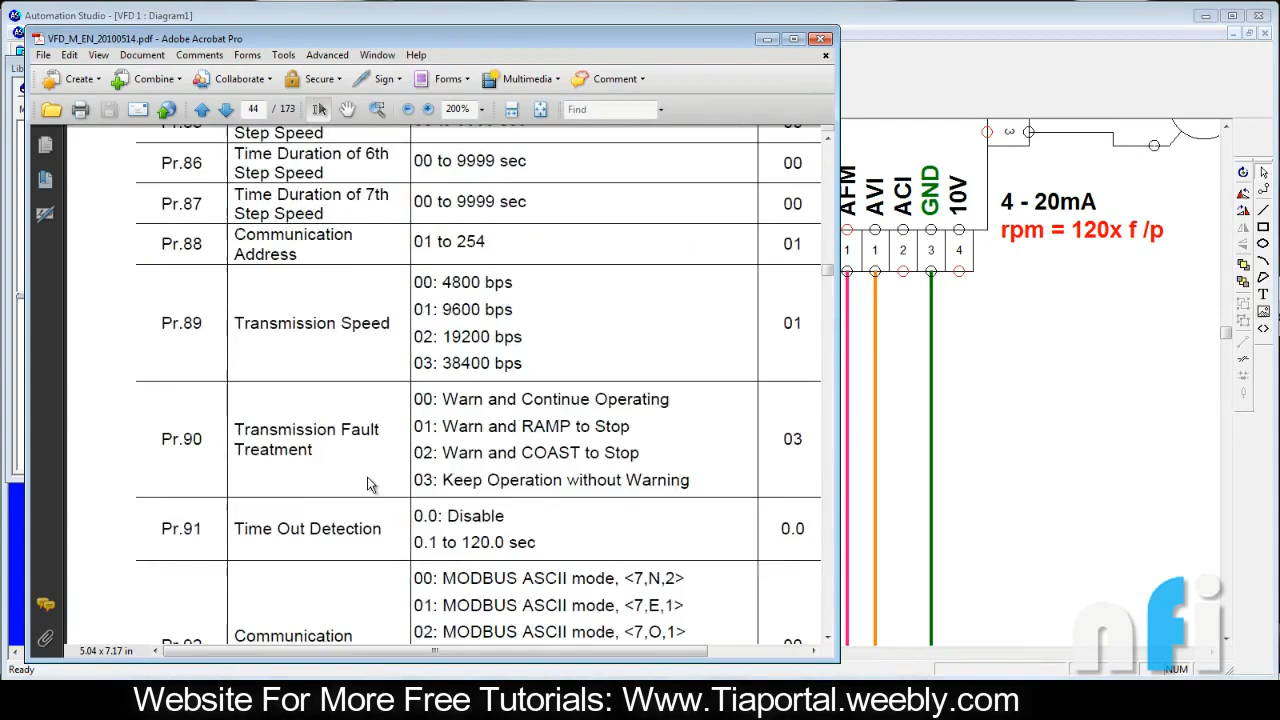 Automation Studio - [VFD 1 : Diagram1]
VFD_M_EN_20100514.pdf - Adobe Acrobat Pro
File Edit View Document Comments Forms Tools Advanced Window Help
Create Combine Collaborate Secure Sign Forms Multimedia Comment
44 / 173 200% Find
Step Speed
Pr.86 Time Duration of 6th Step Speed 00 to 9999 sec 00
Pr.87 Time Duration of 7th Step Speed 00 to 9999 sec 00
Pr.88 Communication Address 01 to 254 01
Pr.89 Transmission Speed 01
00: 4800 bps
01: 9600 bps
02: 19200 bps
03: 38400 bps
Pr.90 Transmission Fault Treatment 03
00: Warn and Continue Operating
01: Warn and RAMP to Stop
02: Warn and COAST to Stop
03: Keep Operation without Warning
Pr.91 Time Out Detection 0.0
0.0: Disable
0.1 to 120.0 sec
Communication
00: MODBUS ASCII mode, <7,N,2>
01: MODBUS ASCII mode, <7,E,1>
02: MODBUS ASCII mode, <7,O,1>
5.04 x 7.17 in
Ready
NUM
3
AFM AVI ACI GND 10V
1 1 2 3 4
4 - 20mA
rpm = 120x f /p
nfi
Website For More Free Tutorials: Www.Tiaportal.weebly.com